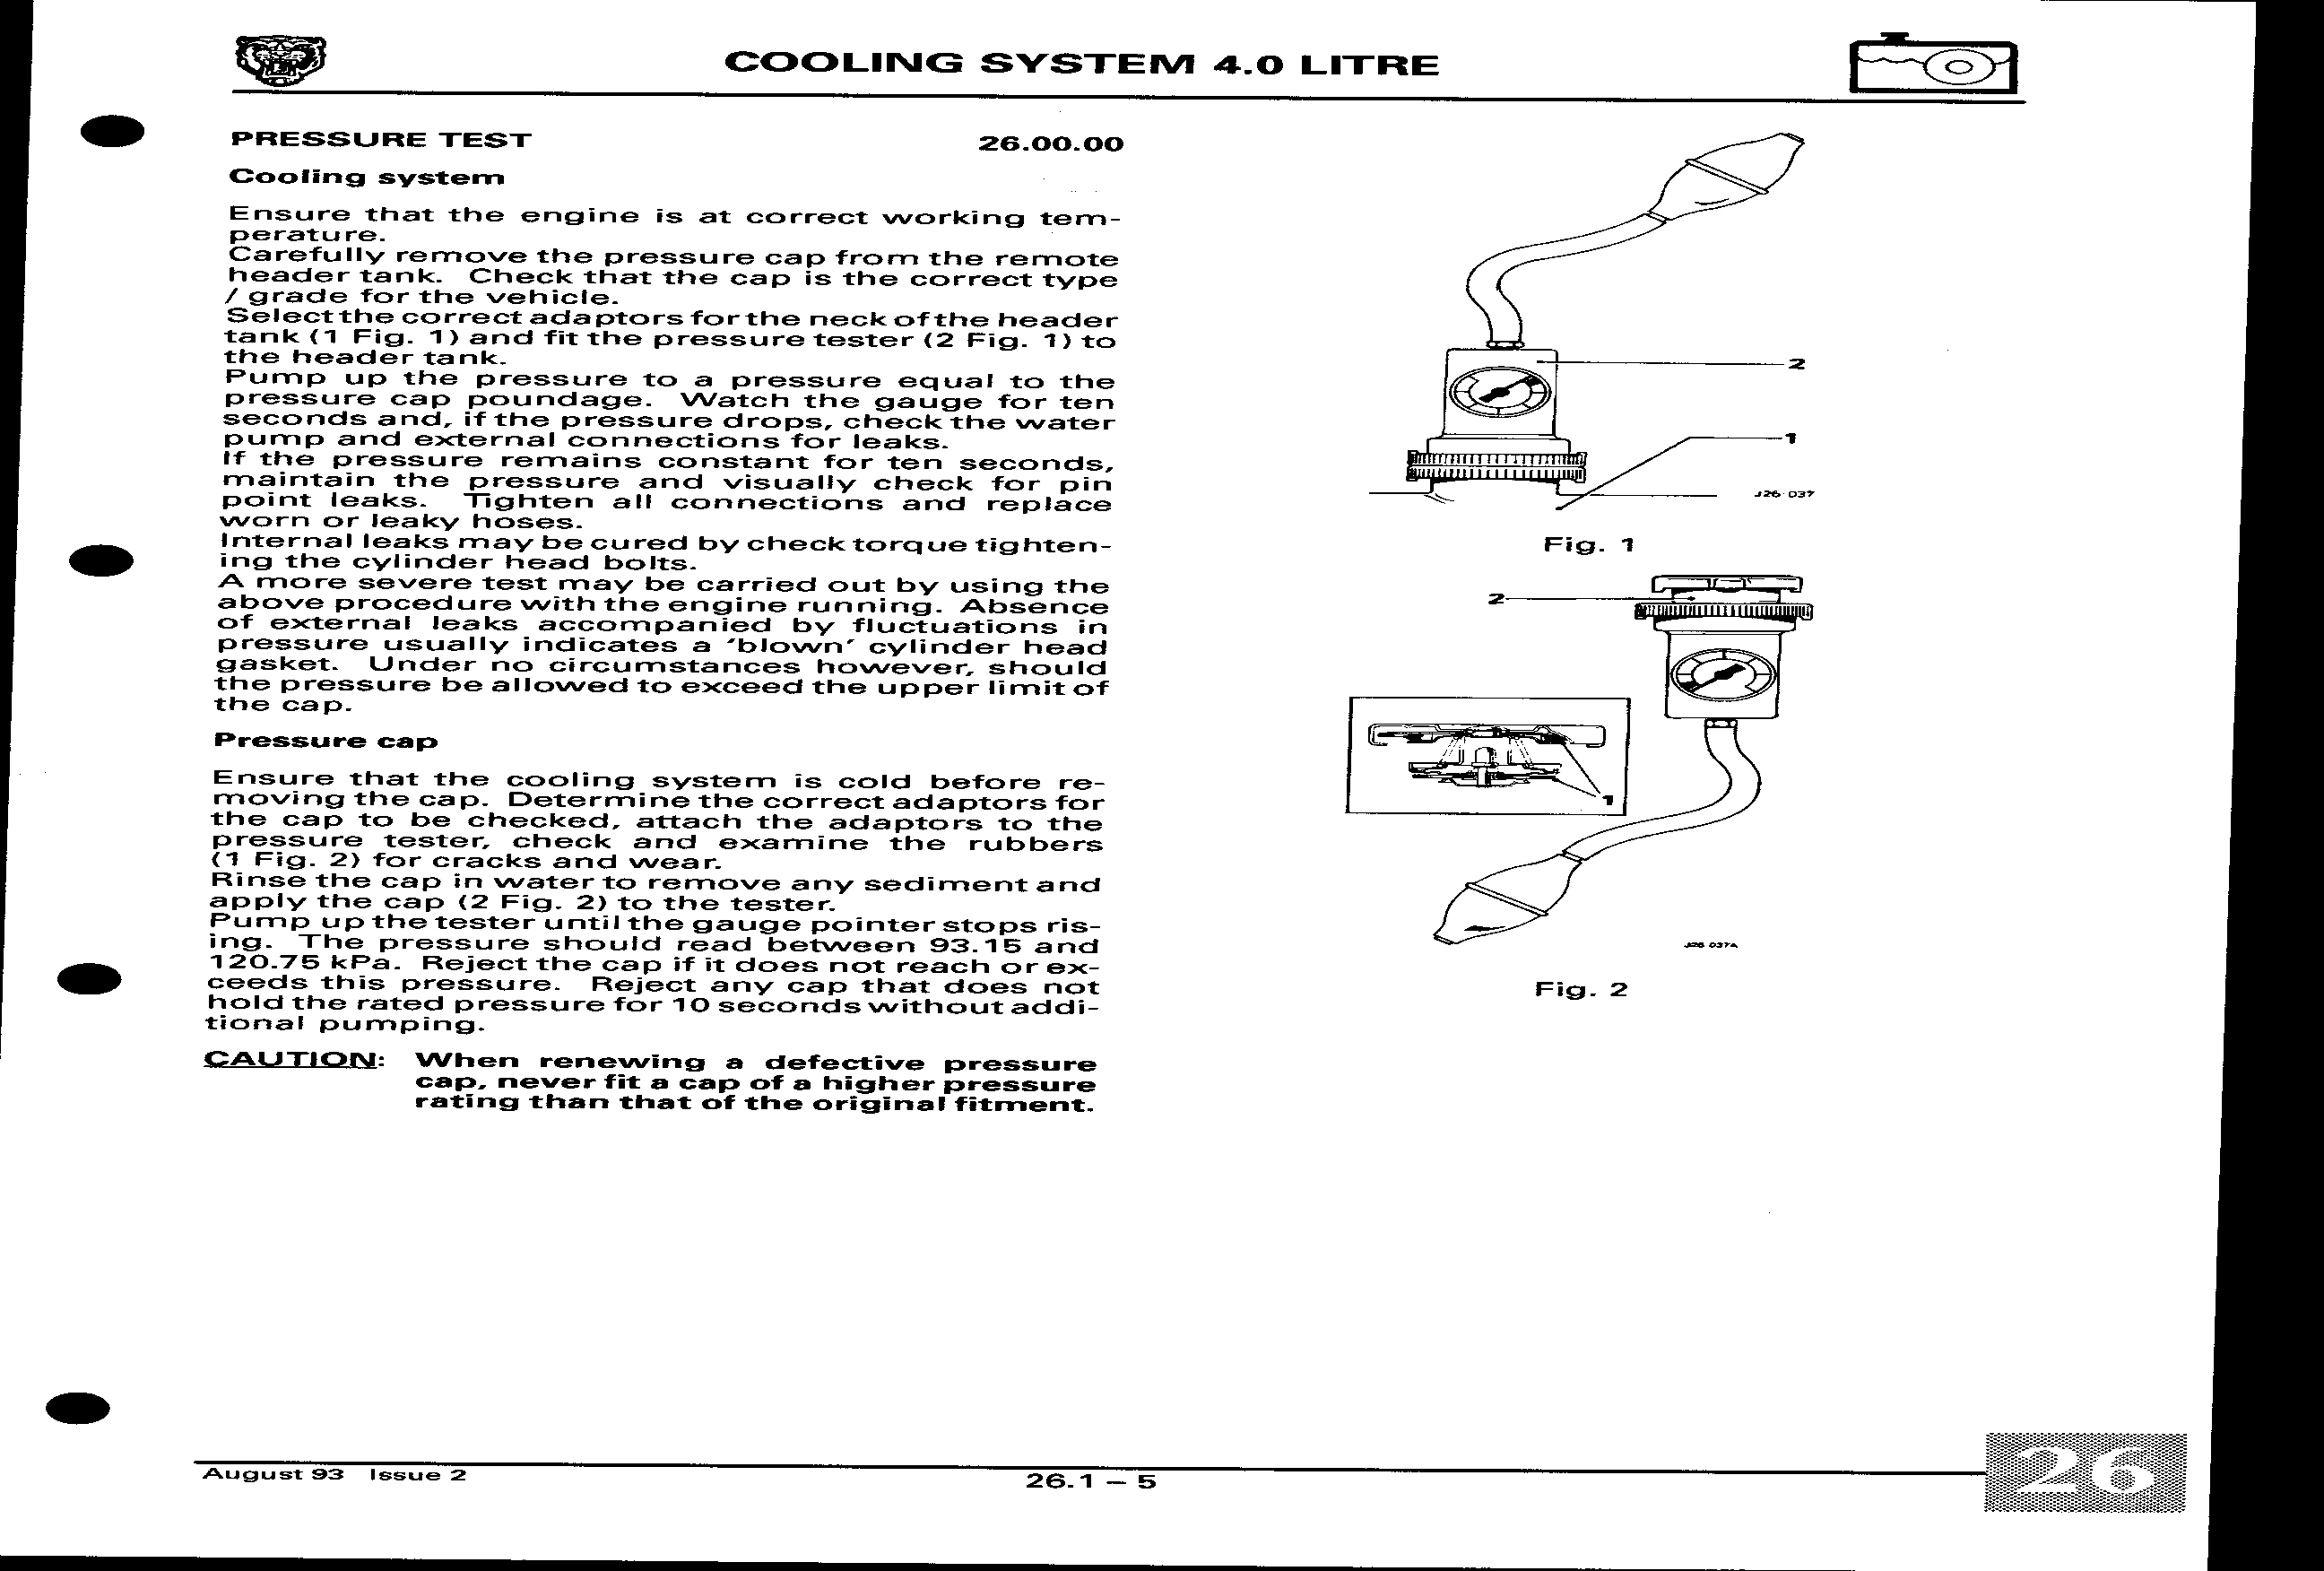 COOLING SYSTEM 4.0 LITRE
PRESSURE TEST 26.00.00
Cooling system
Ensure that the engine is at correct working tem-
perature.
Carefully remove the pressure cap from the remote
header tank. Check that the cap is the correct type
/ grade for the vehicle.
Select the correct adaptors for the neck of the header
tank (1 Fig. 1) and fit the pressure tester (2 Fig. 1) to
the header tank.
Pump up the pressure to a pressure equal to the
pressure cap poundage. Watch the gauge for ten
seconds and, if the pressure drops, check the water
pump and external connections for leaks.
If the pressure remains constant for ten seconds,
maintain the pressure and visually check for pin
point leaks. Tighten all connections and replace
worn or leaky hoses.
Internal leaks may be cured by check torque tighten-
ing the cylinder head bolts.
A more severe test may be carried out by using the
above procedure with the engine running. Absence
of external leaks accompanied by fluctuations in
pressure usually indicates a 'blown' cylinder head
gasket. Under no circumstances however, should
the pressure be allowed to exceed the upper limit of
the cap.
Pressure cap
Ensure that the cooling system is cold before re-
moving the cap. Determine the correct adaptors for
the cap to be checked, attach the adaptors to the
pressure tester, check and examine the rubbers
(1 Fig. 2) for cracks and wear.
Rinse the cap in water to remove any sediment and
apply the cap (2 Fig. 2) to the tester.
Pump up the tester until the gauge pointer stops ris-
ing. The pressure should read between 93.15 and
120.75 kPa. Reject the cap if it does not reach or ex-
ceeds this pressure. Reject any cap that does not
hold the rated pressure for 10 seconds without addi-
tional pumping.
CAUTION: When renewing a defective pressure
cap, never fit a cap of a higher pressure
rating than that of the original fitment.
2
1
J26 037
Fig. 1
2
1
J26 037A
Fig. 2
August 93 Issue 2
26.1 – 5
26